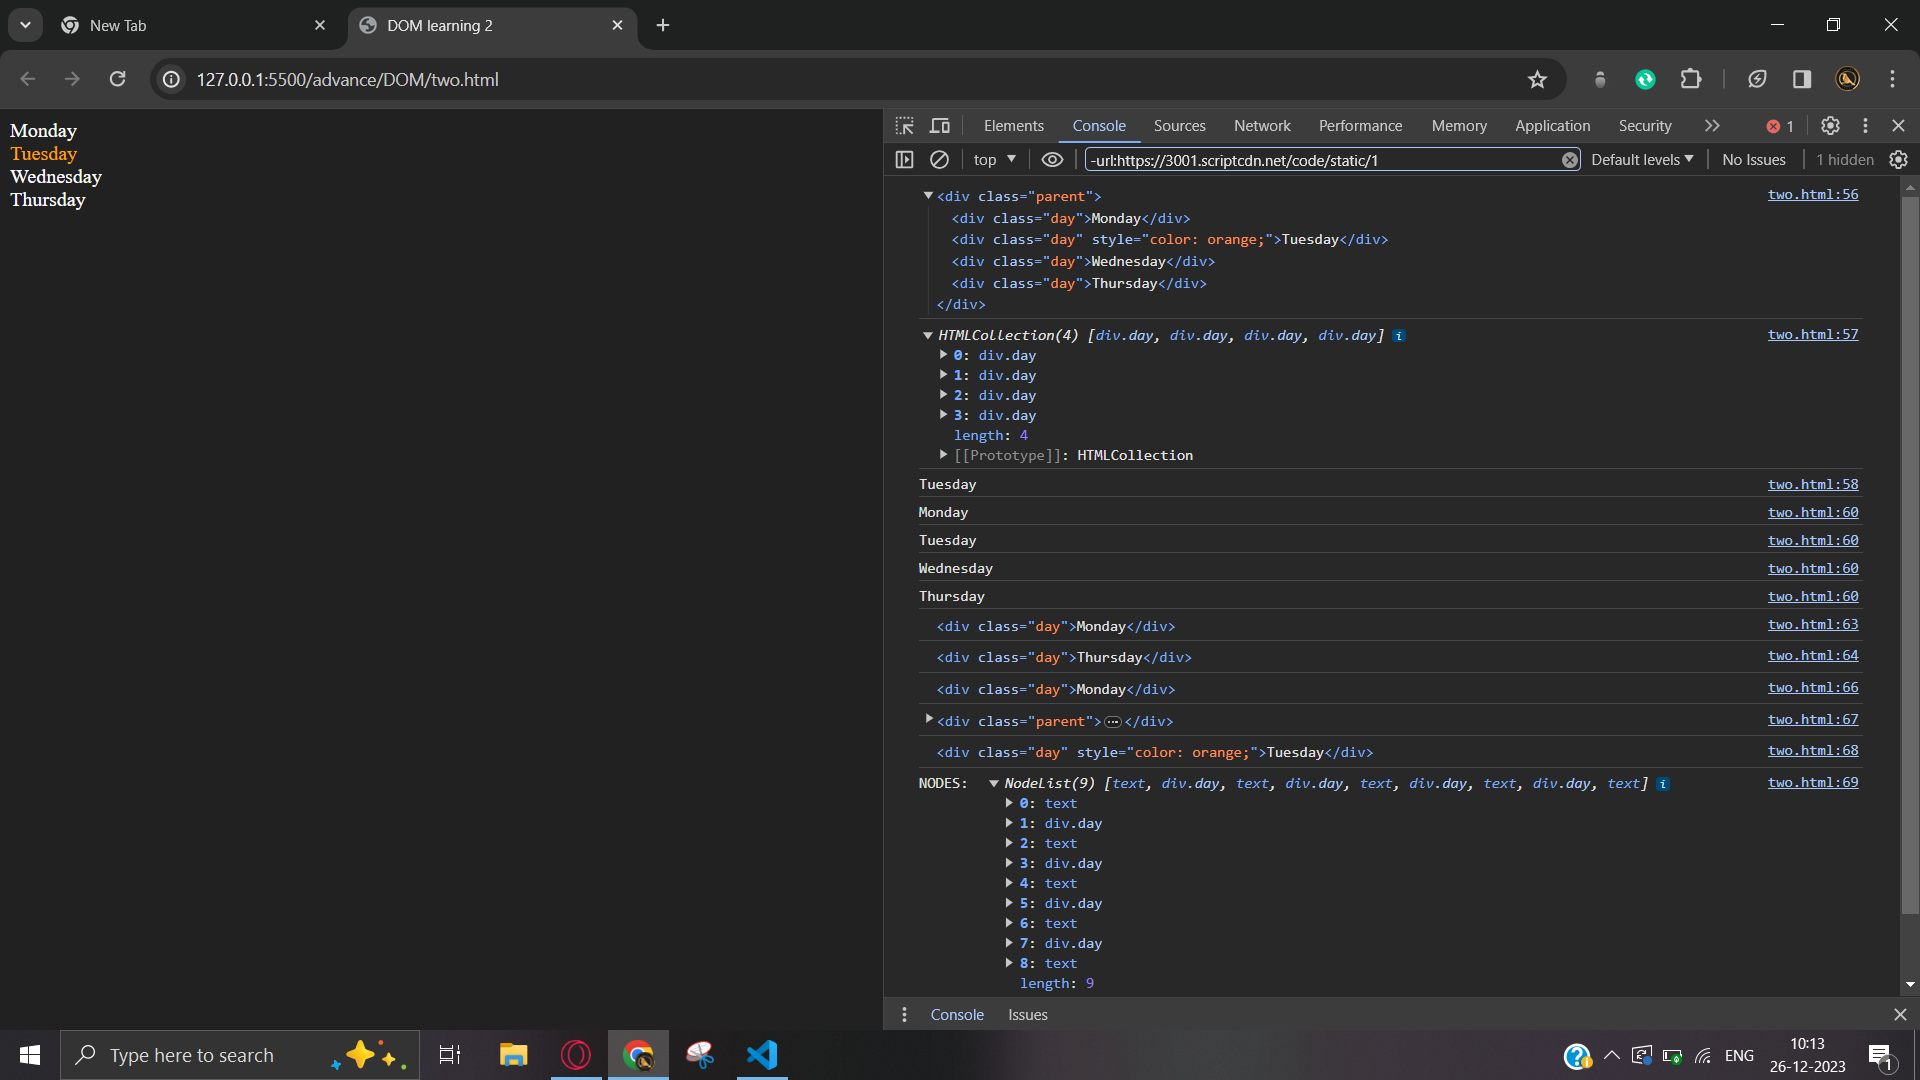 New Tab
DOM learning 2
127.0.0.1:5500/advance/DOM/two.html
Monday
Tuesday
Wednesday
Thursday
Elements Console Sources Network Performance Memory Application Security 1
top -url:https://3001.scriptcdn.net/code/static/1 Default levels No Issues 1 hidden
<div class="parent"> two.html:56
<div class="day">Monday</div>
<div class="day" style="color: orange;">Tuesday</div>
<div class="day">Wednesday</div>
<div class="day">Thursday</div>
</div>
HTMLCollection(4) [div.day, div.day, div.day, div.day] i two.html:57
0: div.day
1: div.day
2: div.day
3: div.day
length: 4
[[Prototype]]: HTMLCollection
Tuesday two.html:58
Monday two.html:60
Tuesday two.html:60
Wednesday two.html:60
Thursday two.html:60
<div class="day">Monday</div> two.html:63
<div class="day">Thursday</div> two.html:64
<div class="day">Monday</div> two.html:66
<div class="parent">…</div> two.html:67
<div class="day" style="color: orange;">Tuesday</div> two.html:68
NODES: NodeList(9) [text, div.day, text, div.day, text, div.day, text, div.day, text] i two.html:69
0: text
1: div.day
2: text
3: div.day
4: text
5: div.day
6: text
7: div.day
8: text
length: 9
Console Issues
Type here to search
ENG
10:13
26-12-2023
1